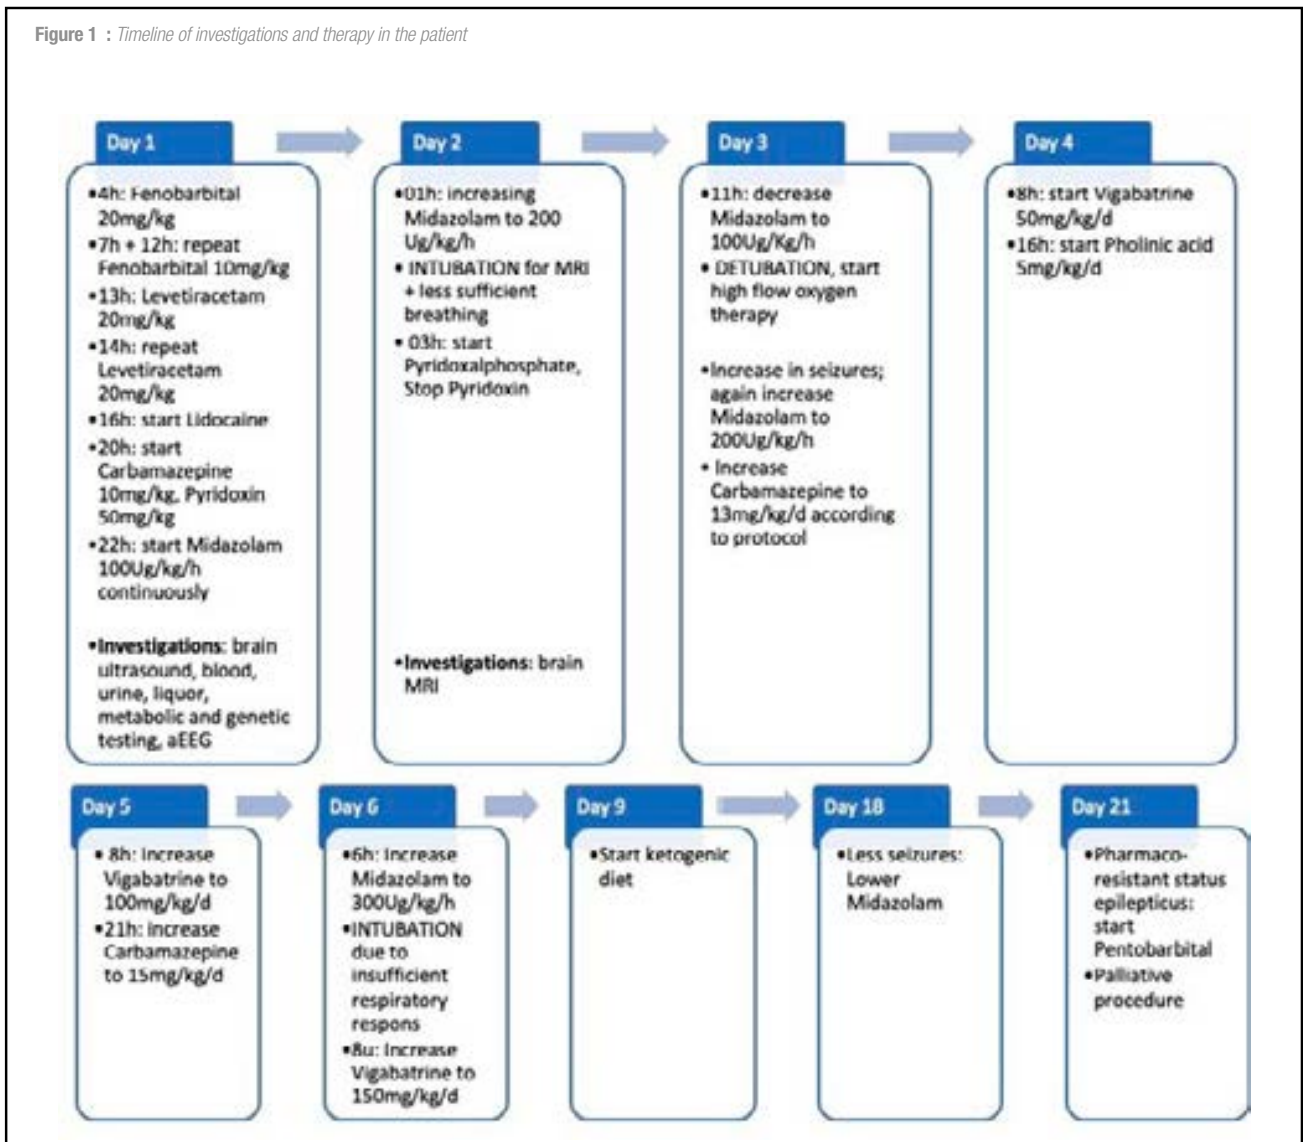 Figure 1 : Timeline of investigations and therapy in the patient
Day 1
•4h: Fenobarbital
20mg/kg
•7h + 12h: repeat
Fenobarbital 10mg/kg
•13h: Levetiracetam
20mg/kg
•14h: repeat
Levetiracetam
20mg/kg
•16h: start Lidocaine
•20h: start
Carbamazepine
10mg/kg, Pyridoxin
50mg/kg
•22h: start Midazolam
100Ug/kg/h
continuously
•Investigations: brain
ultrasound, blood,
urine, liquor,
metabolic and genetic
testing, aEEG
Day 2
•01h: increasing
Midazolam to 200
Ug/kg/h
• INTUBATION for MRI
+ less sufficient
breathing
• 03h: start
Pyridoxalphosphate,
Stop Pyridoxin
•Investigations: brain
MRI
Day 3
•11h: decrease
Midazolam to
100Ug/Kg/h
• DETUBATION, start
high flow oxygen
therapy
•Increase in seizures;
again increase
Midazolam to
200Ug/kg/h
• Increase
Carbamazepine to
13mg/kg/d according
to protocol
Day 4
•8h: start Vigabatrine
50mg/kg/d
•16h: start Pholinic acid
5mg/kg/d
Day 5
• 8h: Increase
Vigabatrine to
100mg/kg/d
•21h: increase
Carbamazepine
to 15mg/kg/d
Day 6
•6h: Increase
Midazolam to
300Ug/kg/h
•INTUBATION
due to
insufficient
respiratory
respons
•8u: Increase
Vigabatrine to
150mg/kg/d
Day 9
•Start ketogenic
diet
Day 18
•Less seizures:
Lower
Midazolam
Day 21
•Pharmaco-
resistant status
epilepticus:
start
Pentobarbital
•Palliative
procedure